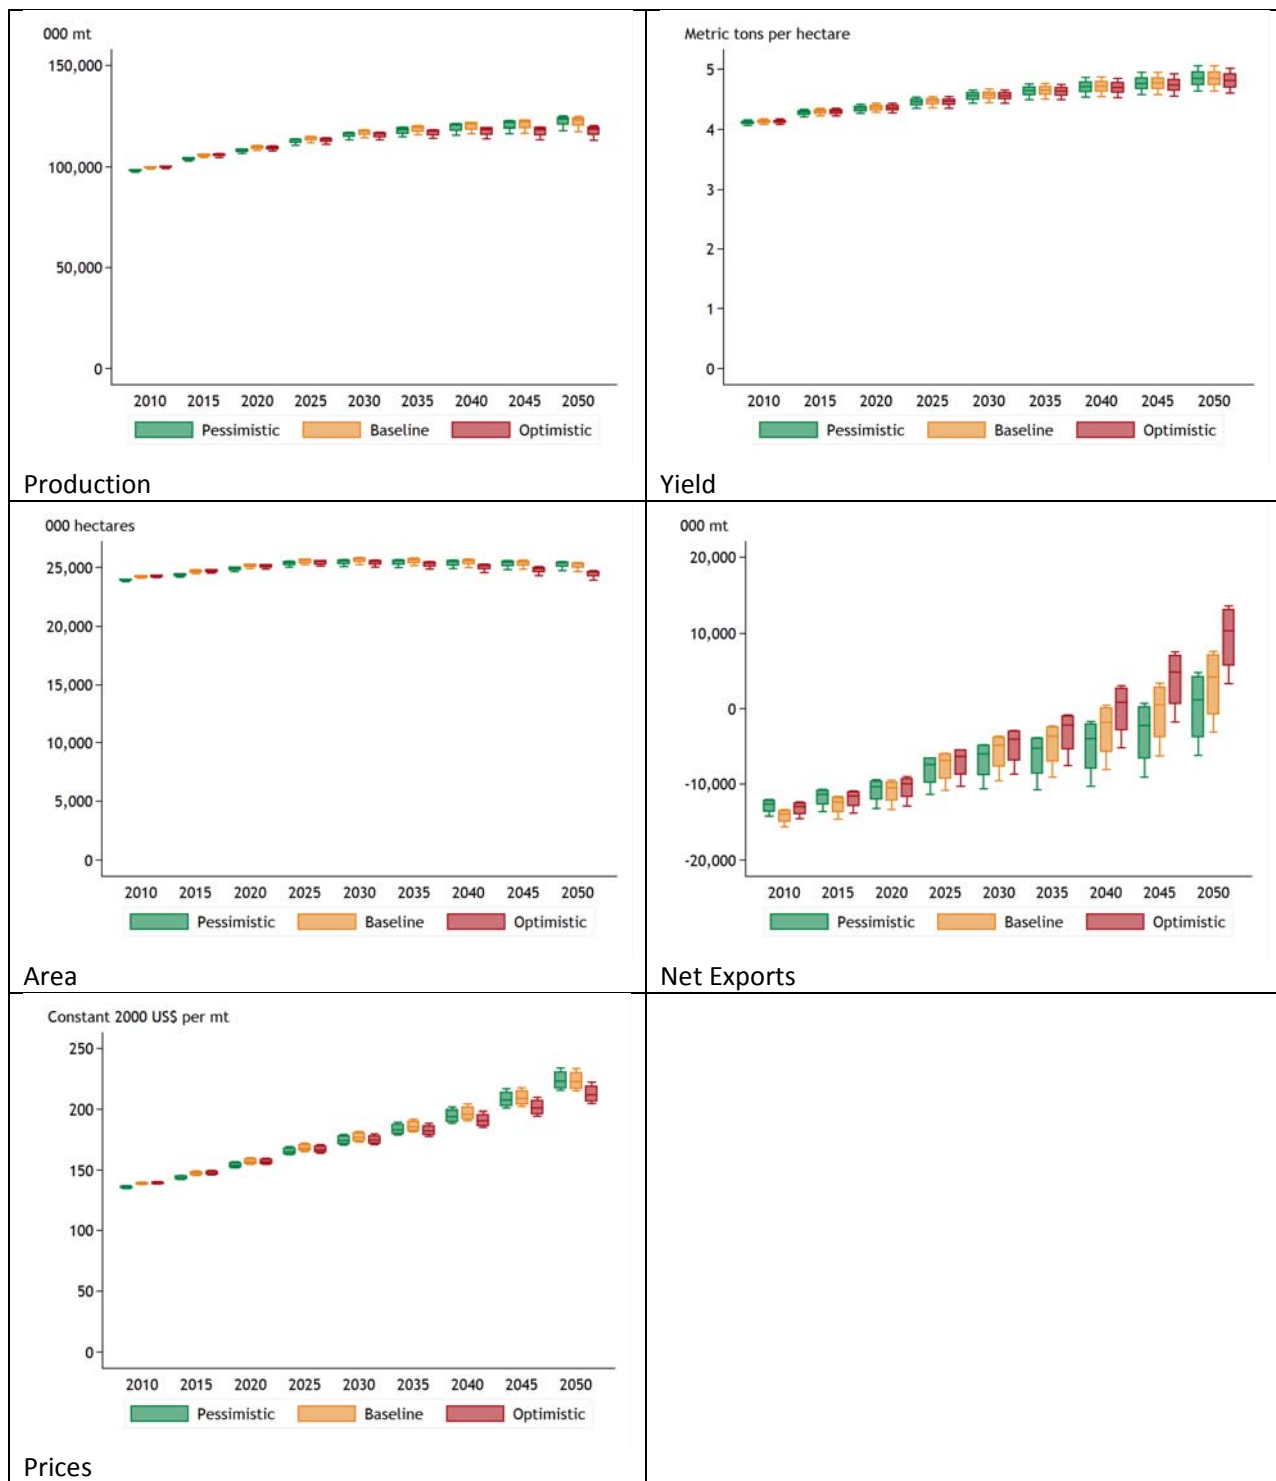 000 mt
150,000
100,000
50,000
0
2010 2015 2020 2025 2030 2035 2040 2045 2050
Pessimistic Baseline Optimistic
Production
Metric tons per hectare
5
4
3
2
1
0
2010 2015 2020 2025 2030 2035 2040 2045 2050
Pessimistic Baseline Optimistic
Yield
000 hectares
25,000
20,000
15,000
10,000
5,000
0
2010 2015 2020 2025 2030 2035 2040 2045 2050
Pessimistic Baseline Optimistic
Area
000 mt
20,000
10,000
0
-10,000
-20,000
2010 2015 2020 2025 2030 2035 2040 2045 2050
Pessimistic Baseline Optimistic
Net Exports
Constant 2000 US$ per mt
250
200
150
100
50
0
2010 2015 2020 2025 2030 2035 2040 2045 2050
Pessimistic Baseline Optimistic
Prices